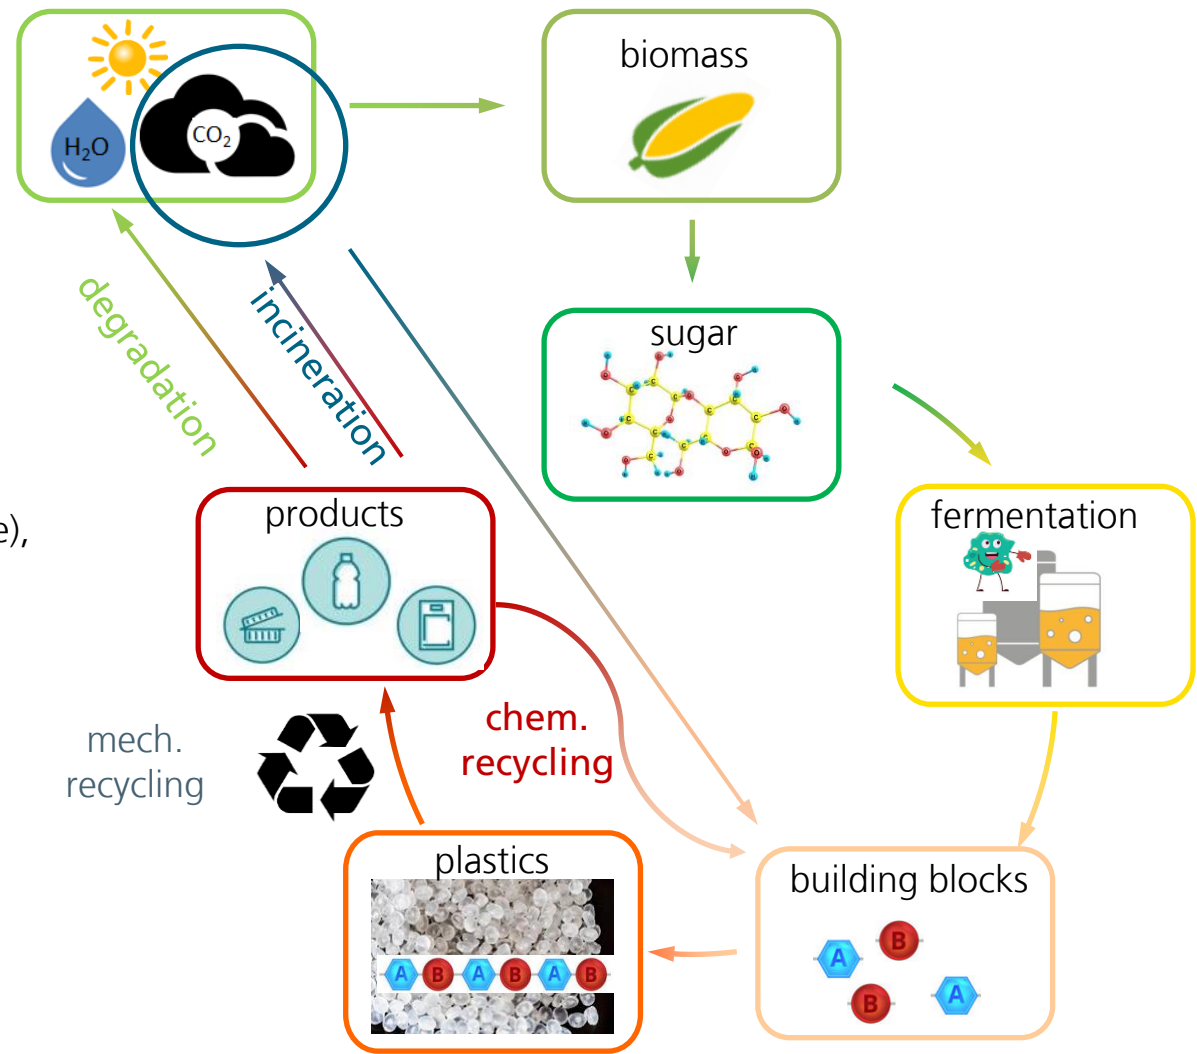 biomass
H₂O
CO₂
degradation
incineration
sugar
e),
products
fermentation
mech.
recycling
chem.
recycling
plastics
A B A B A B
building blocks
A
B
B
A